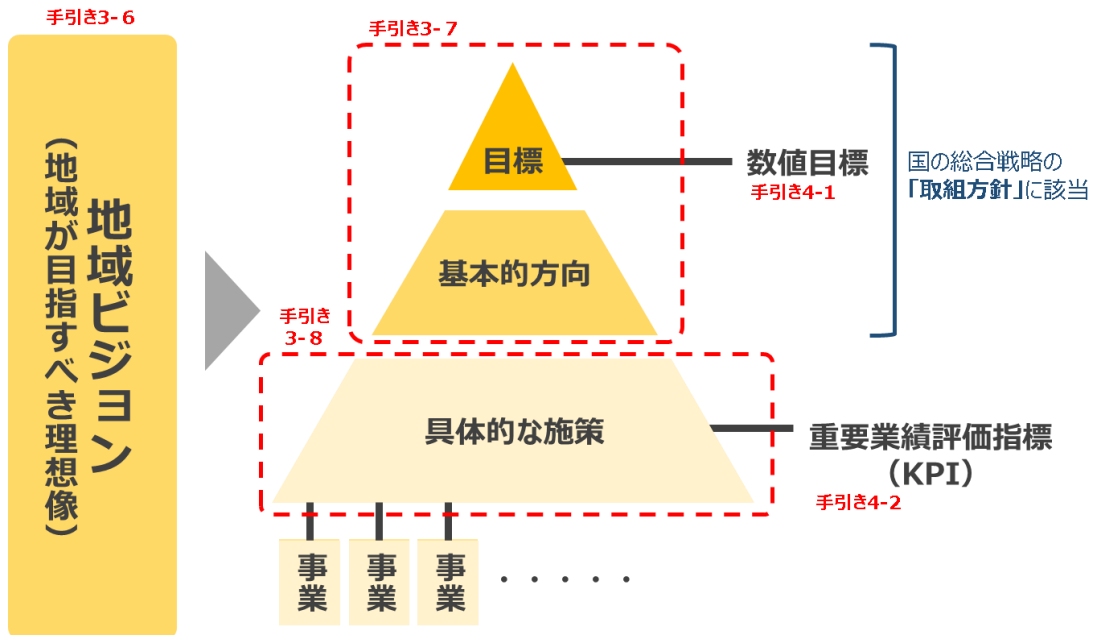 手引き3-6
地域ビジョン
（地域が目指すべき理想像）
手引き3-7
目標
数値目標
手引き4-1
国の総合戦略の
「取組方針」に該当
基本的方向
手引き
3-8
具体的な施策
重要業績評価指標
（KPI）
手引き4-2
事業
事業
事業
・・・・・